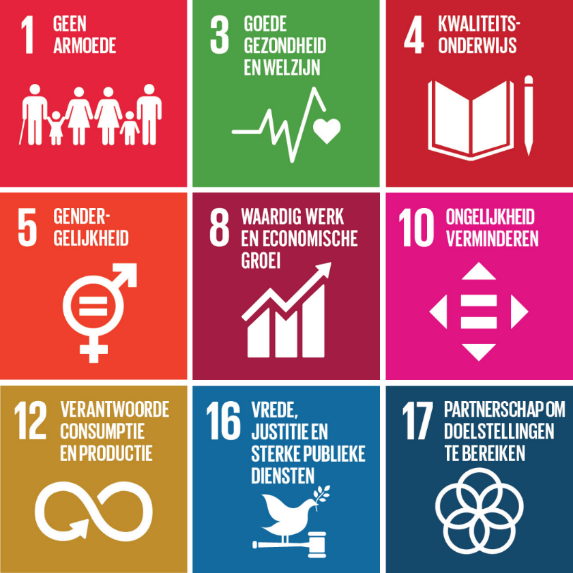 1 GEEN
ARMOEDE
3 GOEDE
GEZONDHEID
EN WELZIJN
4 KWALITEITS-
ONDERWIJS
5 GENDER-
GELIJKHEID
8 WAARDIG WERK
EN ECONOMISCHE
GROEI
10 ONGELIJKHEID
VERMINDEREN
12 VERANTWOORDE
CONSUMPTIE
EN PRODUCTIE
16 VREDE,
JUSTITIE EN
STERKE PUBLIEKE
DIENSTEN
17 PARTNERSCHAP OM
DOELSTELLINGEN
TE BEREIKEN